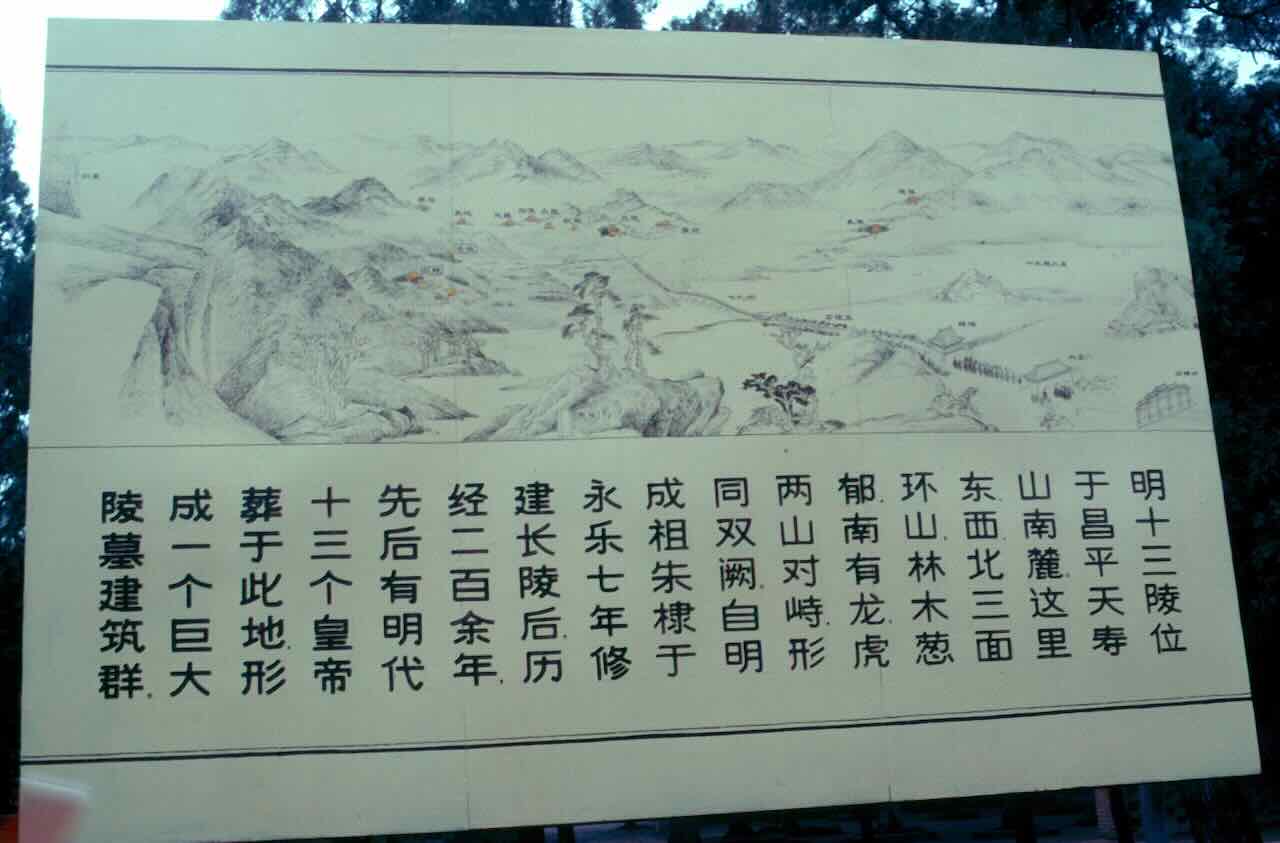 明十三陵位
于昌平天寿
山南麓.这里
东.西.北三面
环山.林木葱
郁.南有龙虎
两山对峙.形
同双阙.自明
成祖朱棣于
永乐七年修
建长陵后.历
经二百余年.
先后有明代
十三个皇帝
葬于此地.形
成一个巨大
陵墓建筑群.